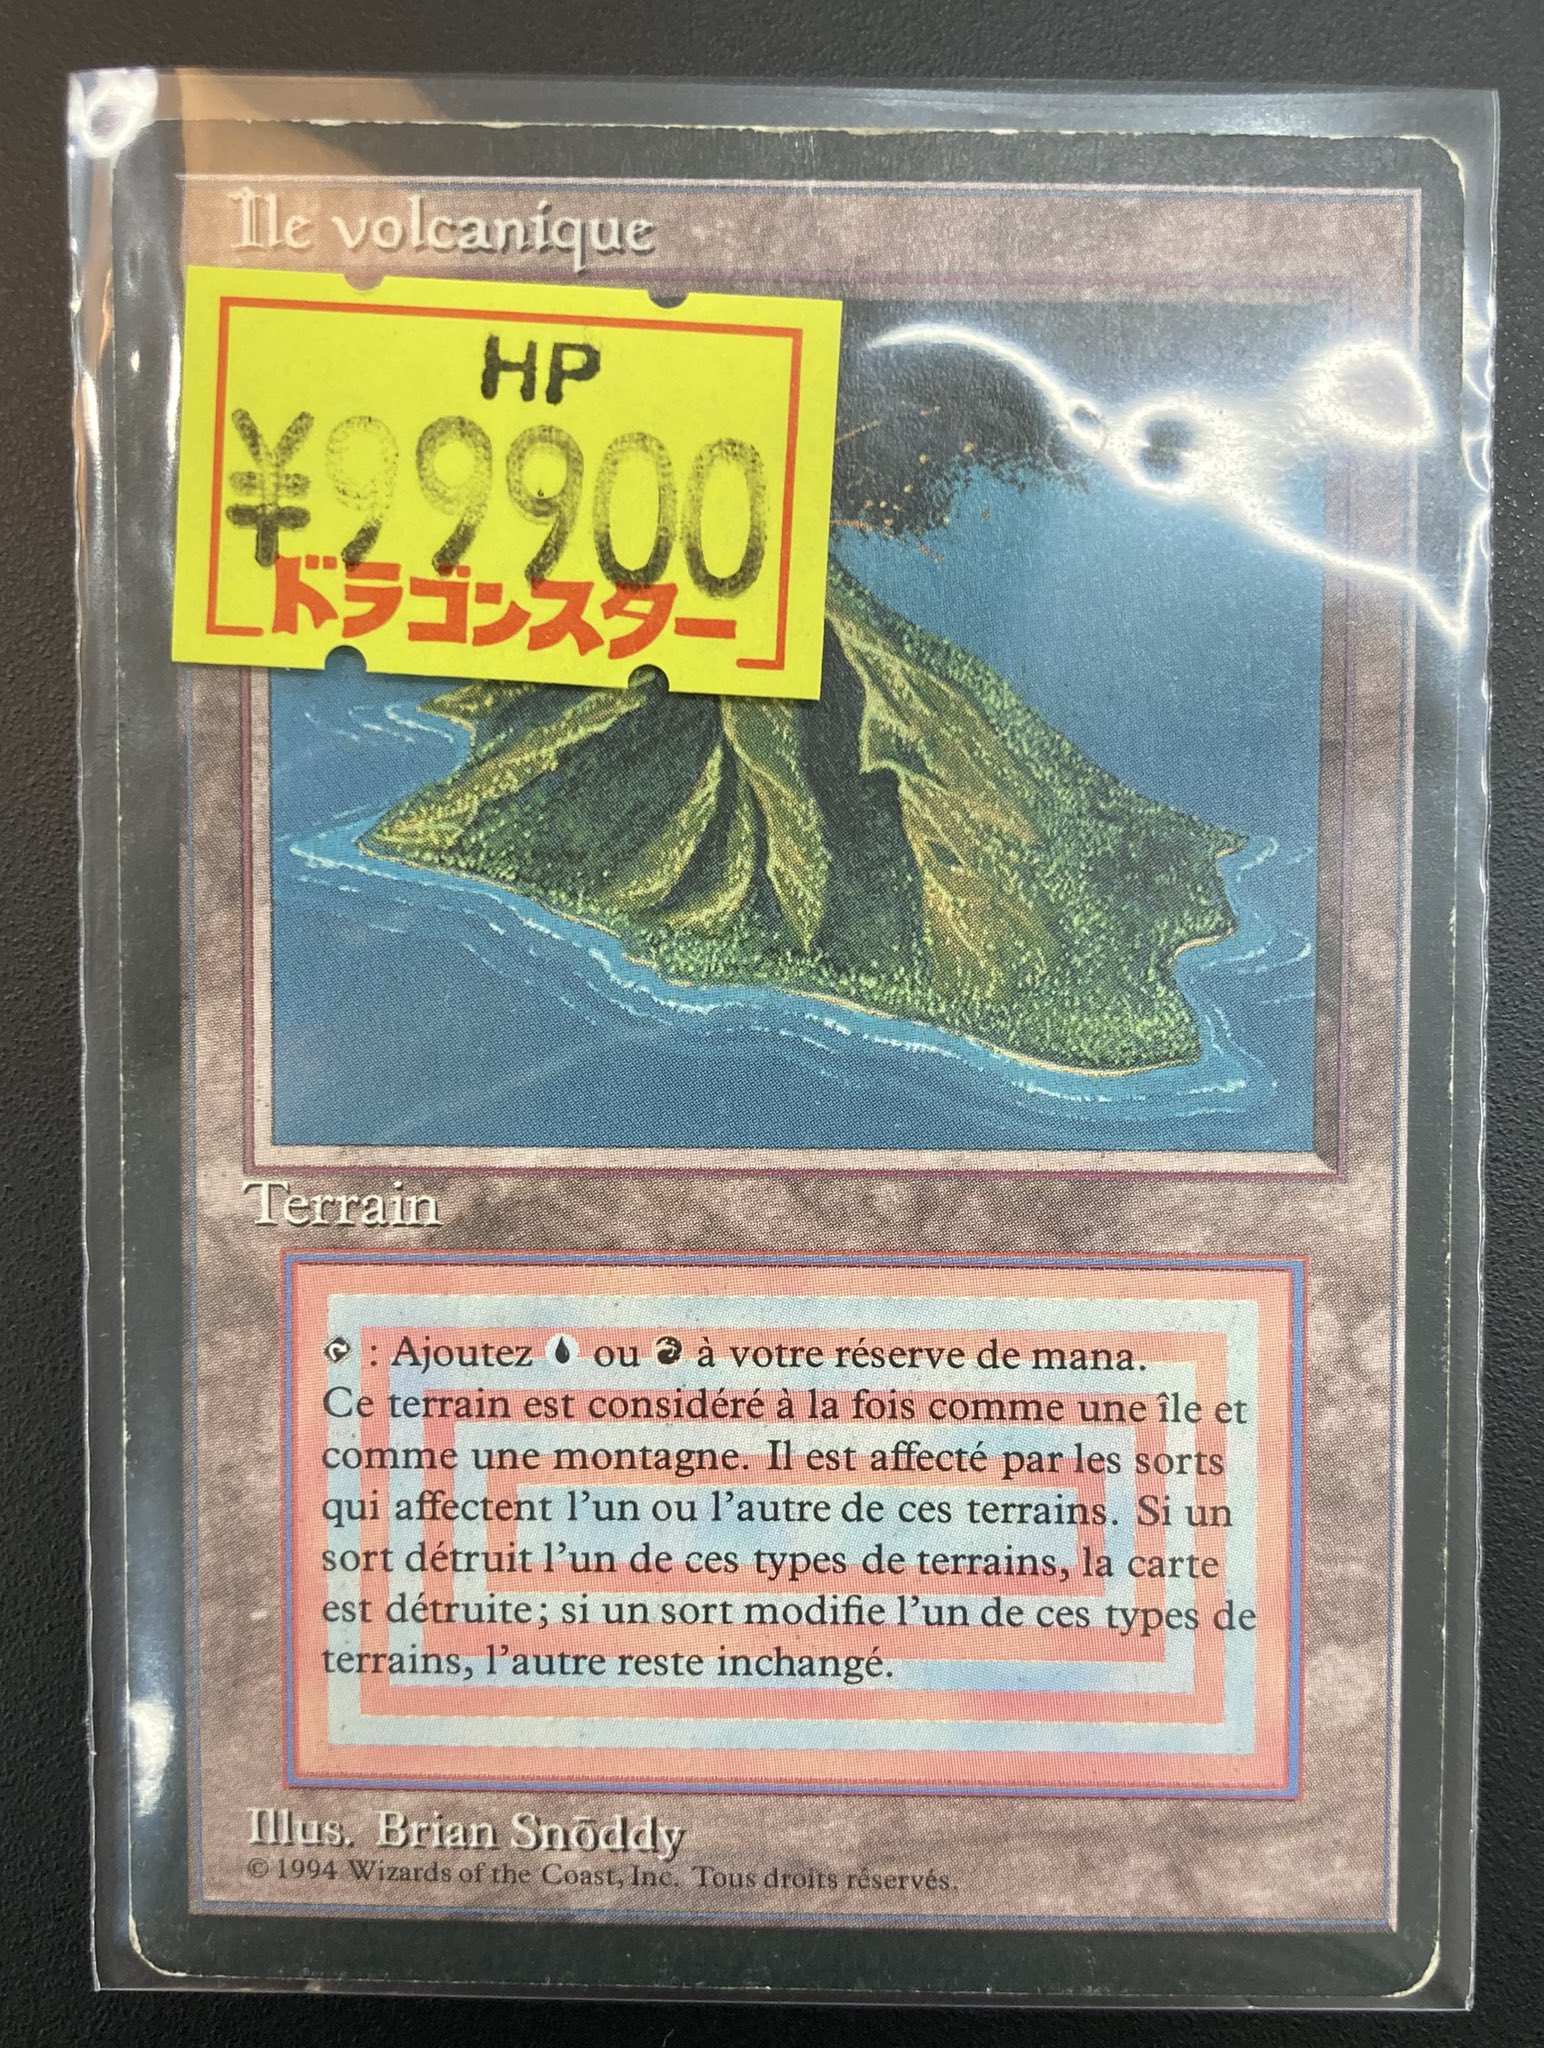 Ile volcanique
HP
¥99900
ドラゴンスター
Terrain
: Ajoutez ou à votre réserve de mana.
Ce terrain est considéré à la fois comme une île et
comme une montagne. Il est affecté par les sorts
qui affectent l'un ou l'autre de ces terrains. Si un
sort détruit l'un de ces types de terrains, la carte
est détruite; si un sort modifie l'un de ces types de
terrains, l'autre reste inchangé.
Illus. Brian Snōddy
© 1994 Wizards of the Coast, Inc. Tous droits réservés.